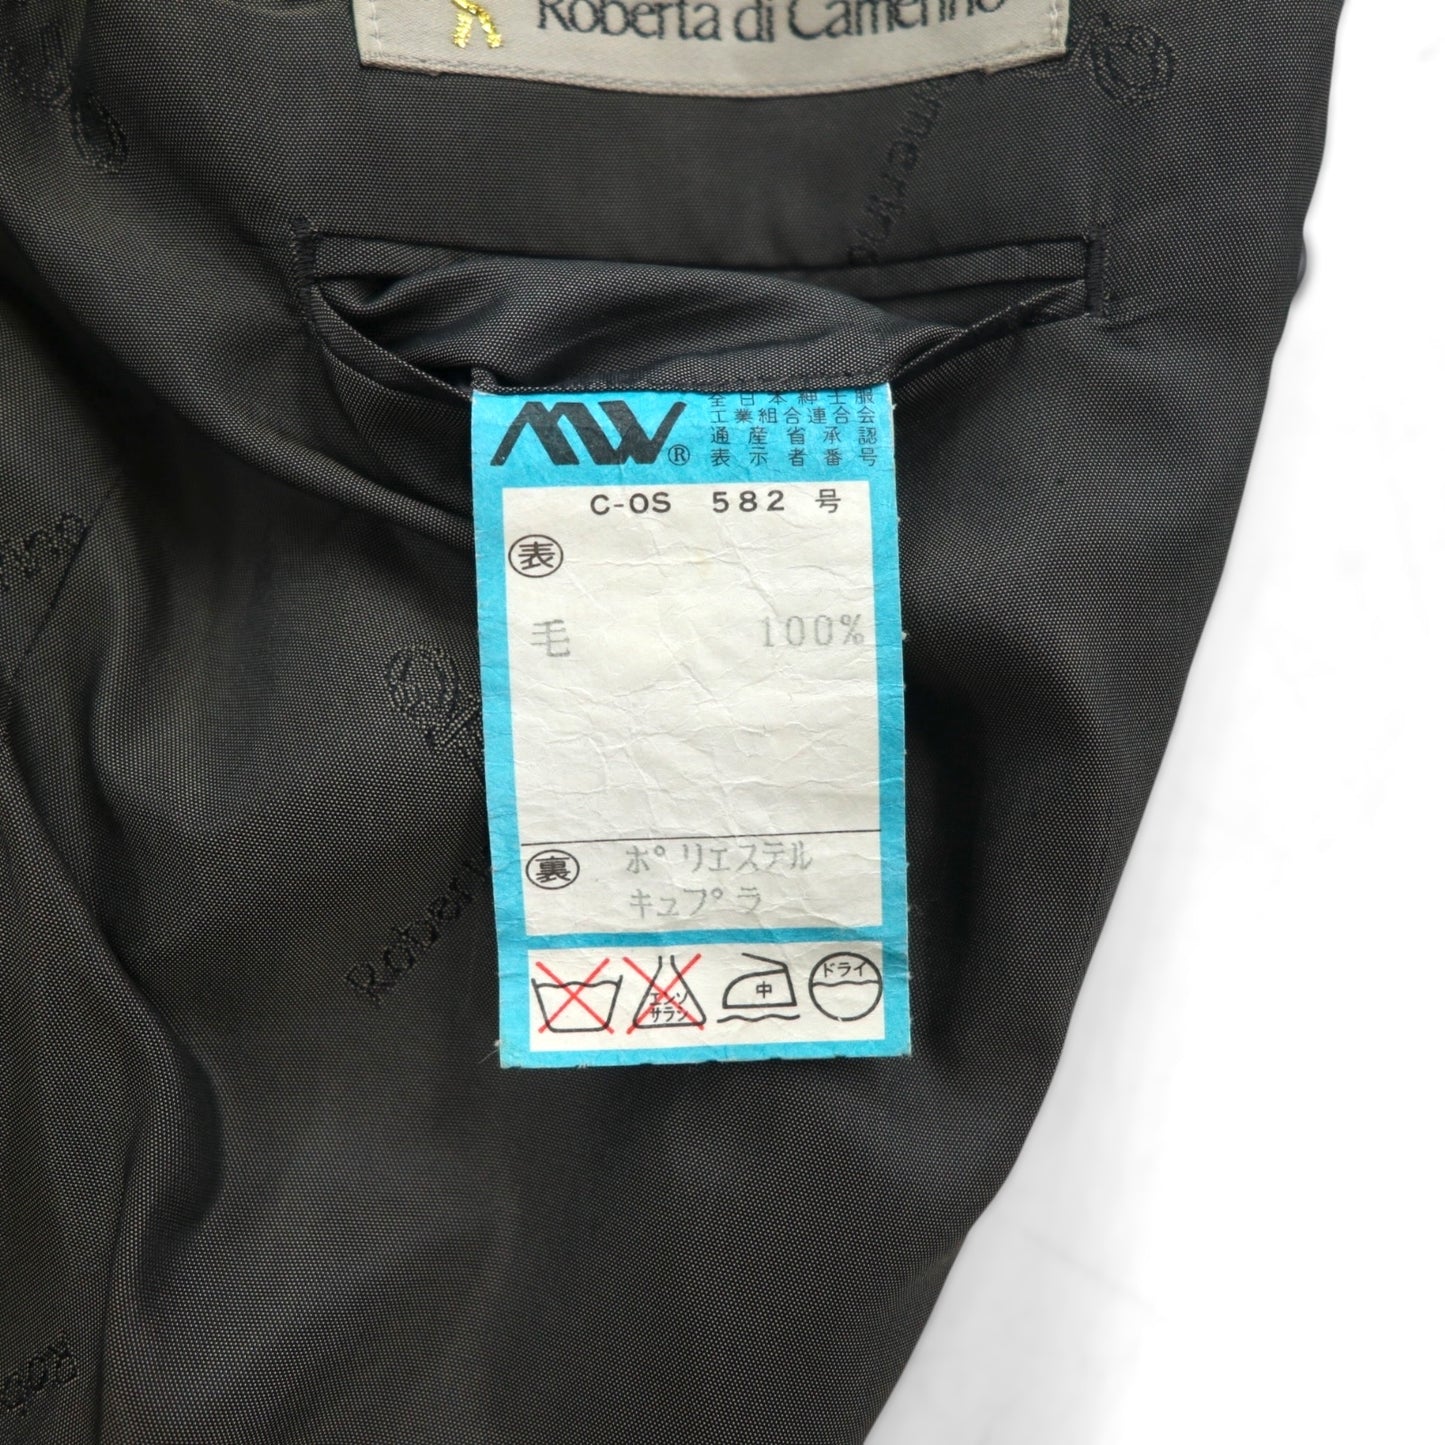 Roberta di Camerino
MW®
全日本紳士服
工業組合連合会
通産省承認
表示者番号
C-OS 582 号
表
毛 100%
裏 ポリエステル
キュプラ
エンソ
サラシ
中
ドライ